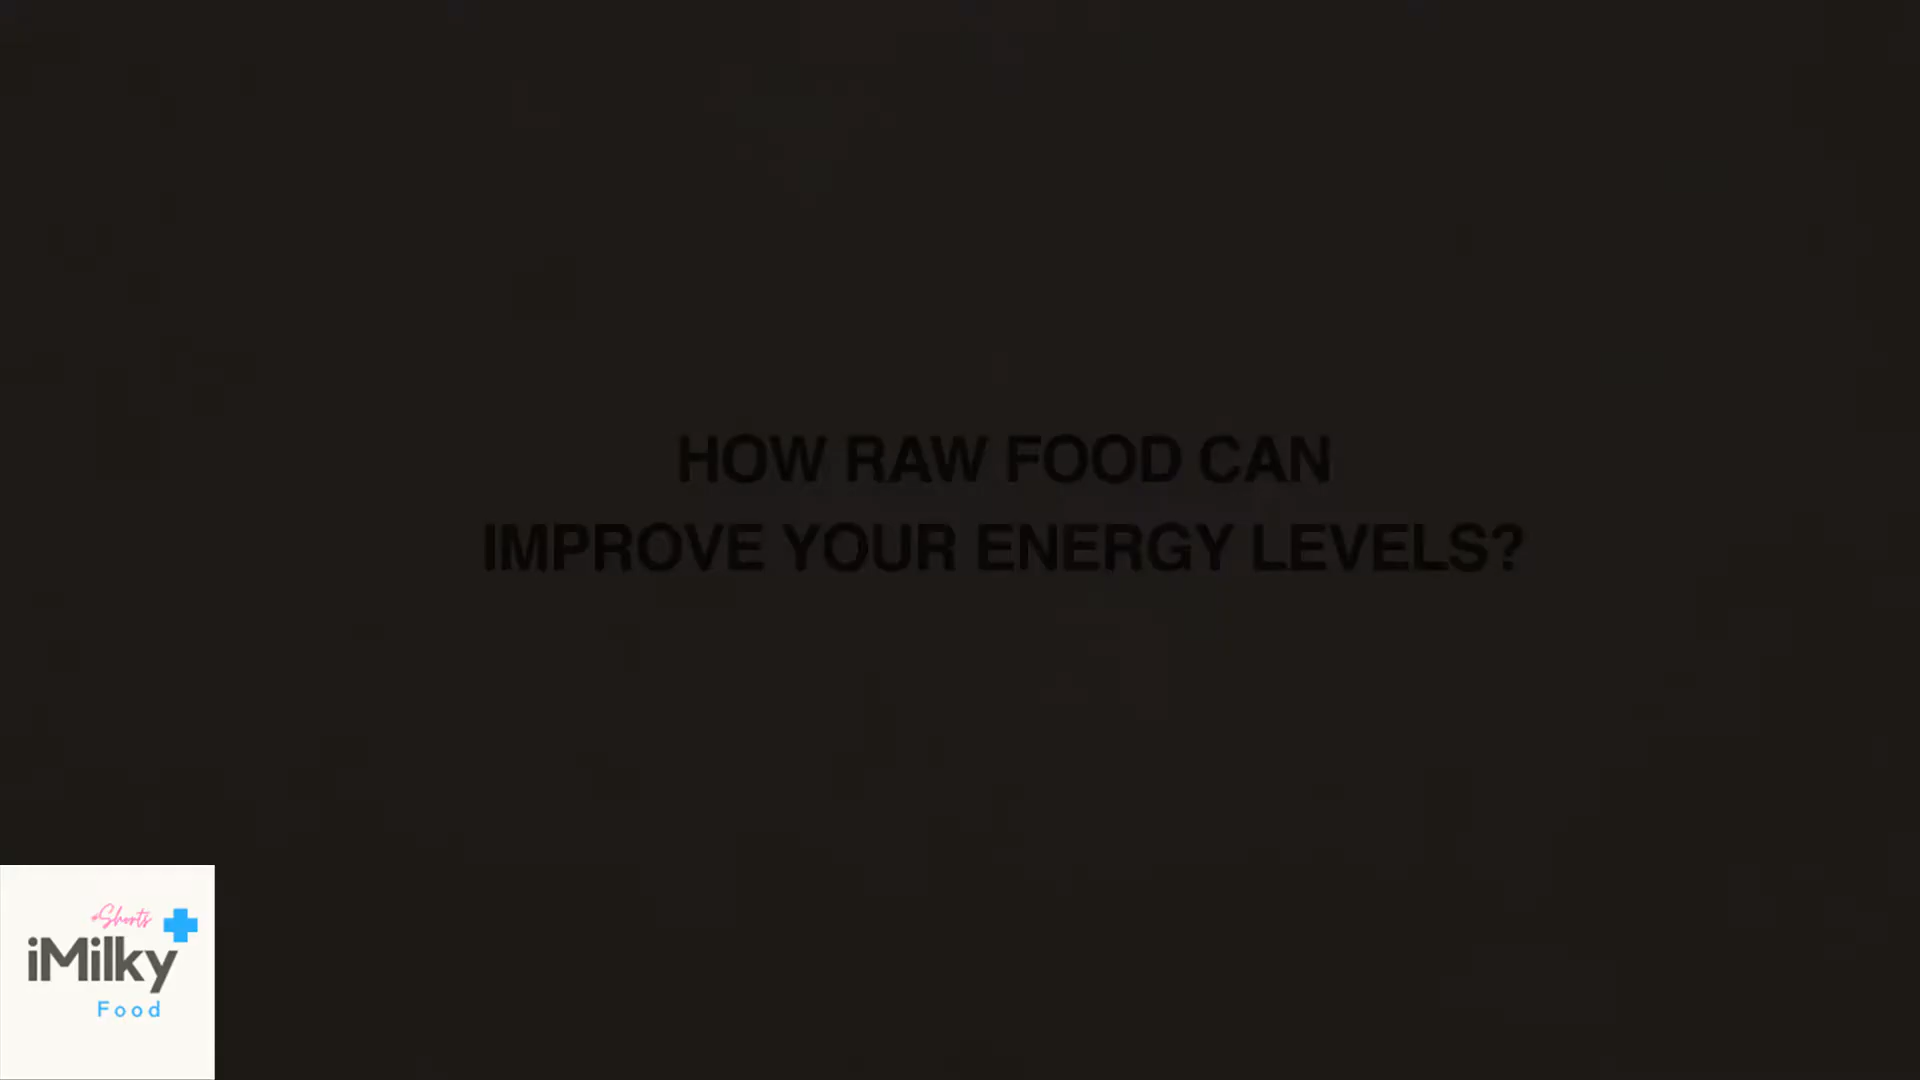 HOW RAW FOOD CAN
IMPROVE YOUR ENERGY LEVELS?
#Shorts
iMilky
Food